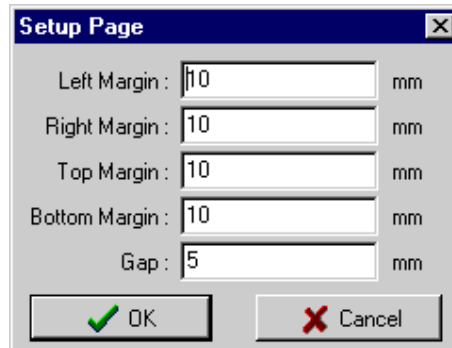 Setup Page
Left Margin : 10 mm
Right Margin : 10 mm
Top Margin : 10 mm
Bottom Margin : 10 mm
Gap : 5 mm
OK Cancel